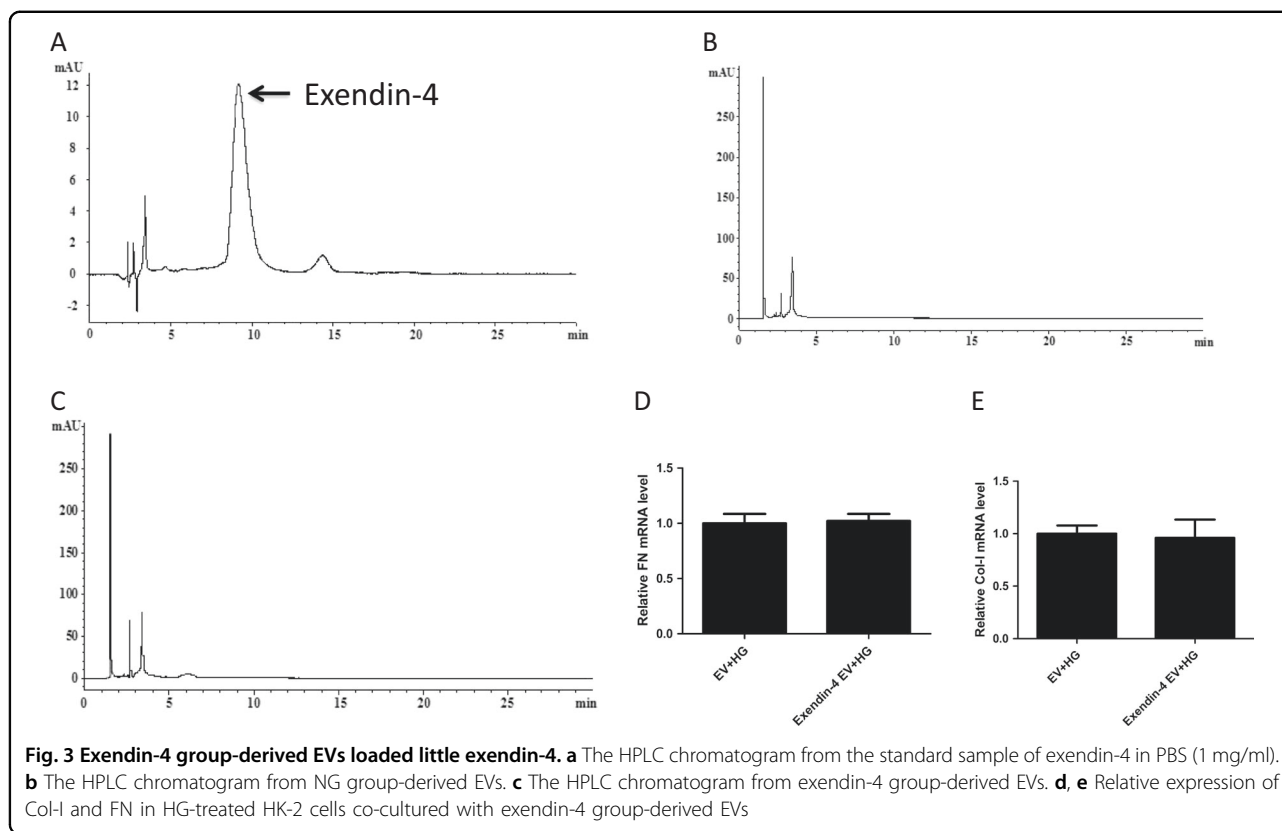 A
mAU
12
Exendin-4
10
8
6
4
2
0
-2
0 5 10 15 20 25 min
B
mAU
300
250
200
150
100
50
0
0 5 10 15 20 25 min
C
mAU
250
200
150
100
50
0
0 5 10 15 20 25 min
D
Relative FN mRNA level
1.5
1.0
0.5
0.0
EV+HG
Exendin-4 EV+HG
E
Relative Col-I mRNA level
1.5
1.0
0.5
0.0
EV+HG
Exendin-4 EV+HG
Fig. 3 Exendin-4 group-derived EVs loaded little exendin-4. a The HPLC chromatogram from the standard sample of exendin-4 in PBS (1 mg/ml).
b The HPLC chromatogram from NG group-derived EVs. c The HPLC chromatogram from exendin-4 group-derived EVs. d, e Relative expression of
Col-I and FN in HG-treated HK-2 cells co-cultured with exendin-4 group-derived EVs